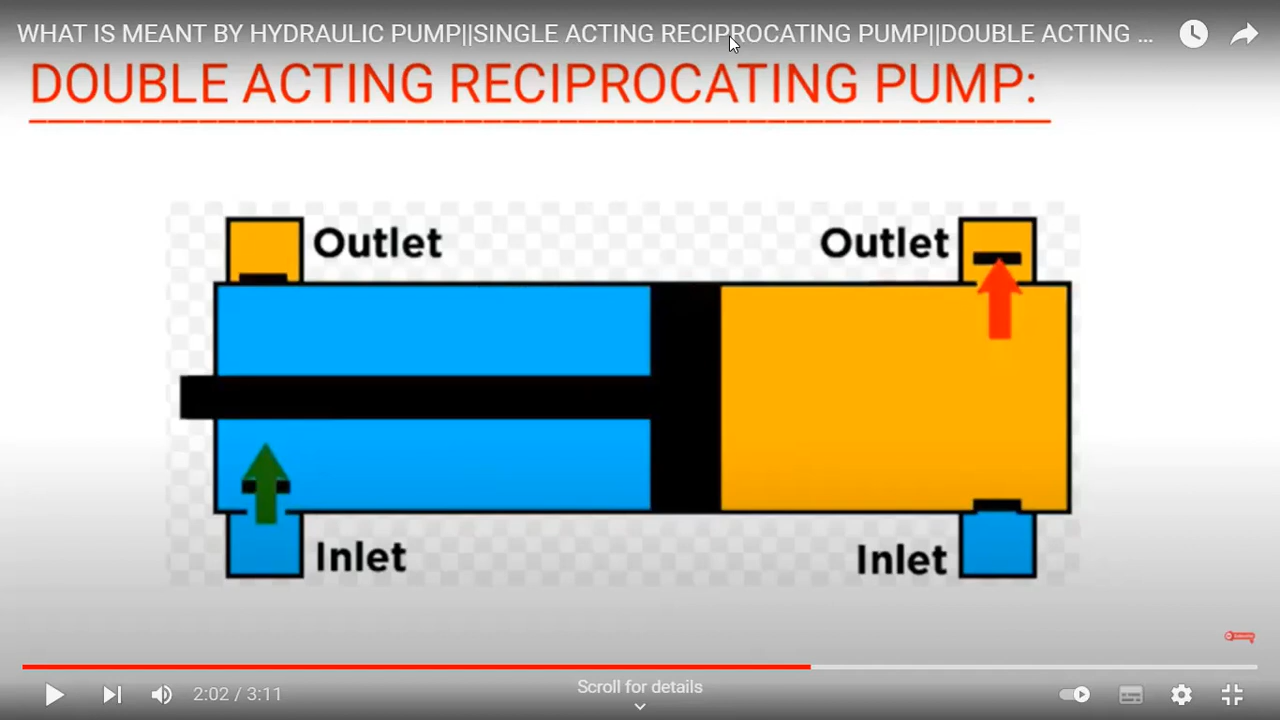 WHAT IS MEANT BY HYDRAULIC PUMP||SINGLE ACTING RECIPROCATING PUMP||DOUBLE ACTING ...
DOUBLE ACTING RECIPROCATING PUMP:
Outlet
Outlet
Inlet
Inlet
2:02 / 3:11
Scroll for details